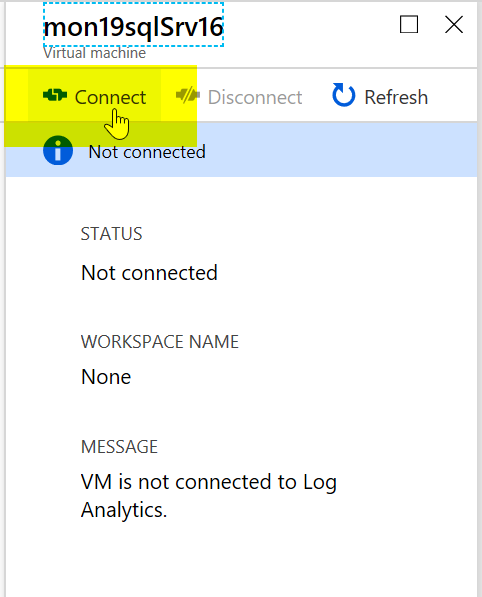 mon19sqlSrv16
Virtual machine
Connect Disconnect Refresh
Not connected
STATUS
Not connected
WORKSPACE NAME
None
MESSAGE
VM is not connected to Log
Analytics.